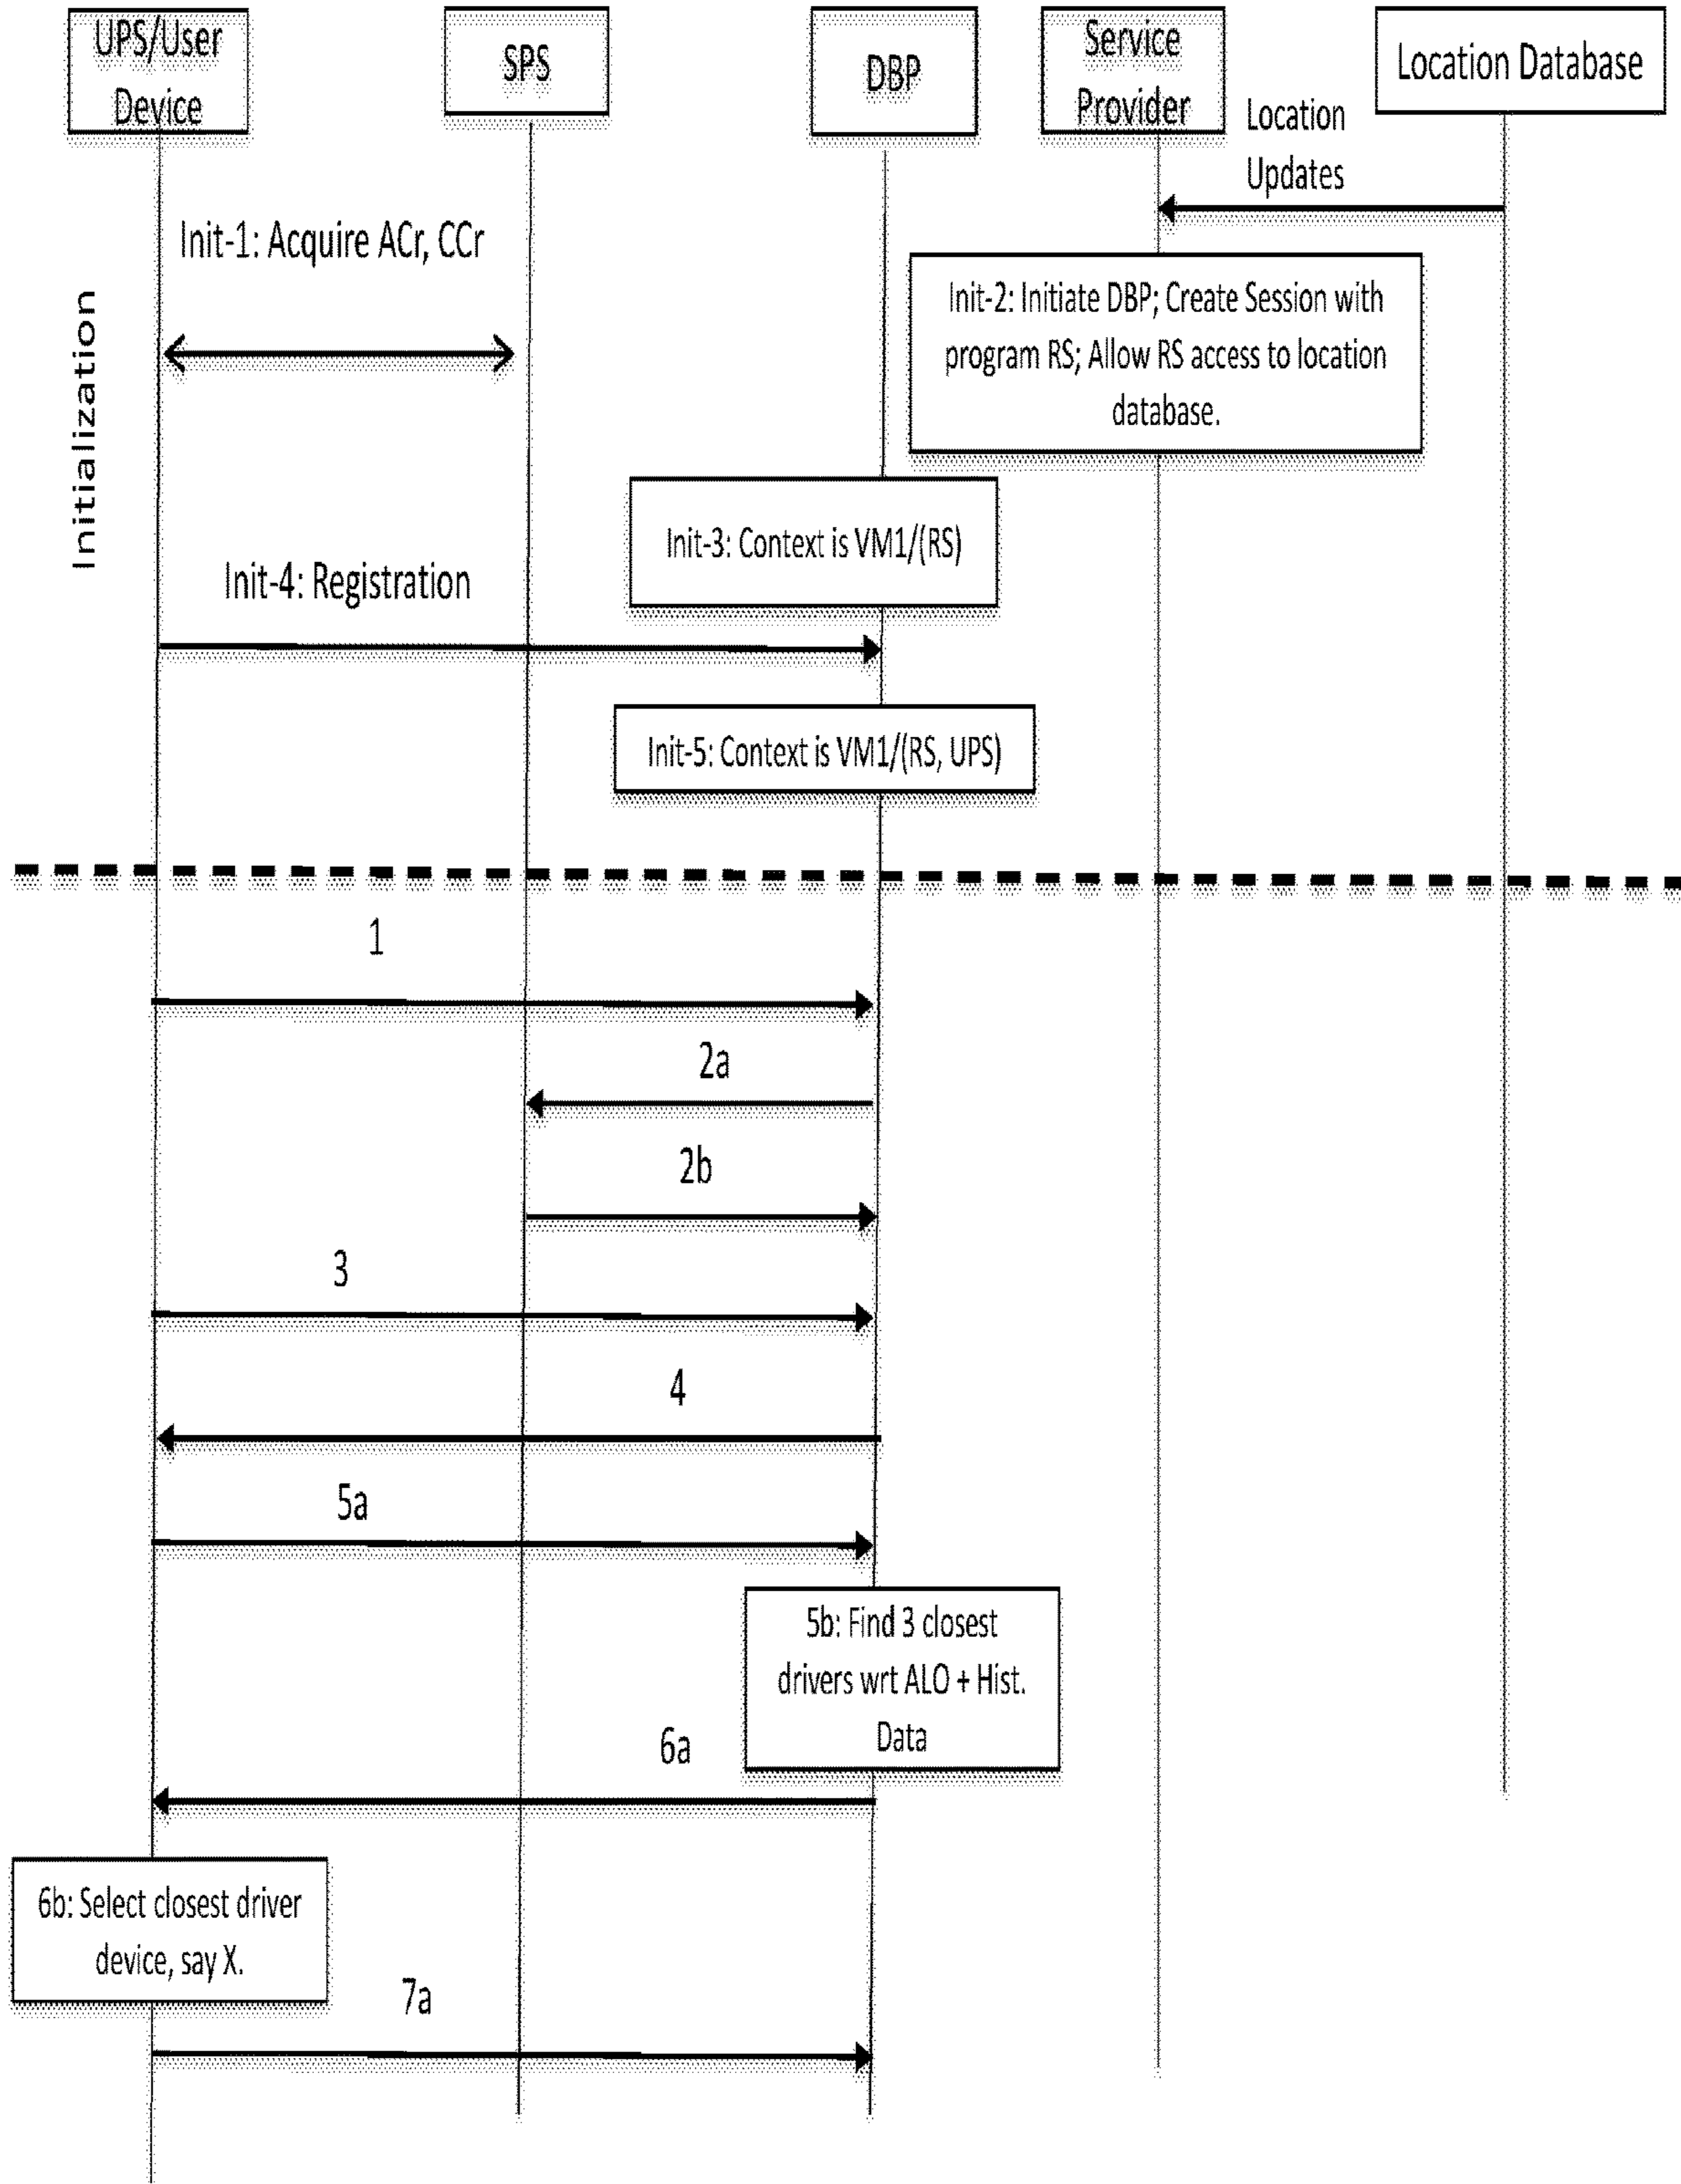 UPS/User
Device
SPS
DBP
Service
Provider
Location Database
Location
Updates
Initialization
Init-1: Acquire ACr, CCr
Init-2: Initiate DBP; Create Session with
program RS; Allow RS access to location
database.
Init-3: Context is VM1/(RS)
Init-4: Registration
Init-5: Context is VM1/(RS, UPS)
1
2a
2b
3
4
5a
5b: Find 3 closest
drivers wrt ALO + Hist.
Data
6a
6b: Select closest driver
device, say X.
7a